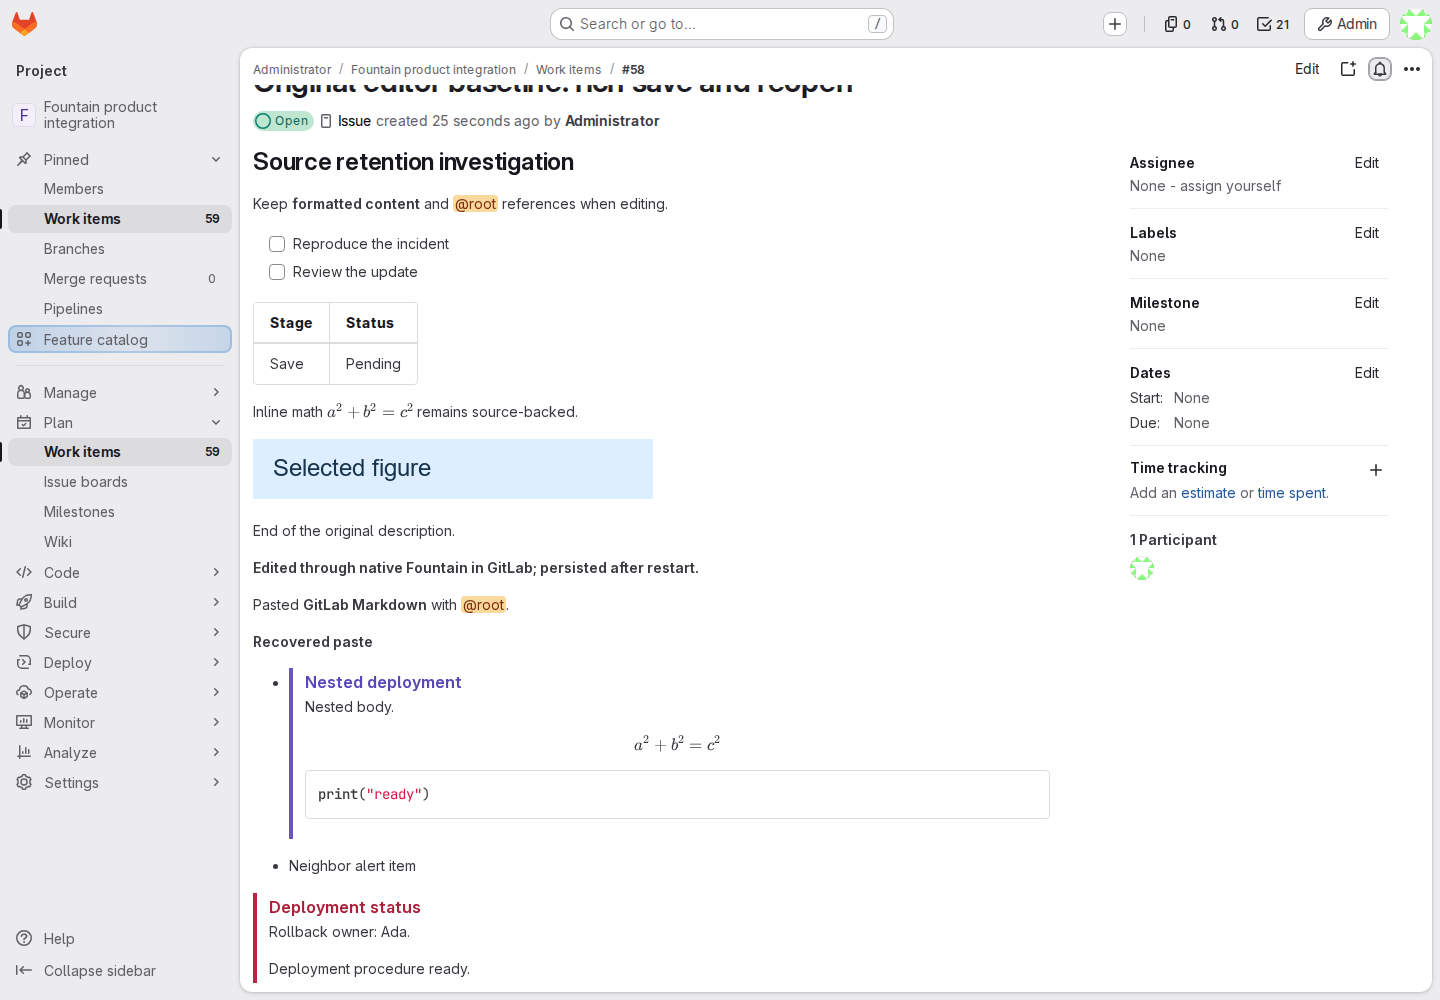 Search or go to...
/
0
0
21
Admin
Project
F
Fountain product integration
Pinned
Members
Work items 59
Branches
Merge requests 0
Pipelines
Feature catalog
Manage
Plan
Work items 59
Issue boards
Milestones
Wiki
Code
Build
Secure
Deploy
Operate
Monitor
Analyze
Settings
Help
Collapse sidebar
Administrator / Fountain product integration / Work items / #58
Edit
Original editor baseline: rich save and reopen
Open Issue created 25 seconds ago by Administrator
Source retention investigation
Keep formatted content and @root references when editing.
Reproduce the incident
Review the update
Stage Status
Save Pending
Inline math a² + b² = c² remains source-backed.
Selected figure
End of the original description.
Edited through native Fountain in GitLab; persisted after restart.
Pasted GitLab Markdown with @root.
Recovered paste
Nested deployment
Nested body.
a² + b² = c²
print("ready")
Neighbor alert item
Deployment status
Rollback owner: Ada.
Deployment procedure ready.
Assignee Edit
None - assign yourself
Labels Edit
None
Milestone Edit
None
Dates Edit
Start: None
Due: None
Time tracking
Add an estimate or time spent.
1 Participant